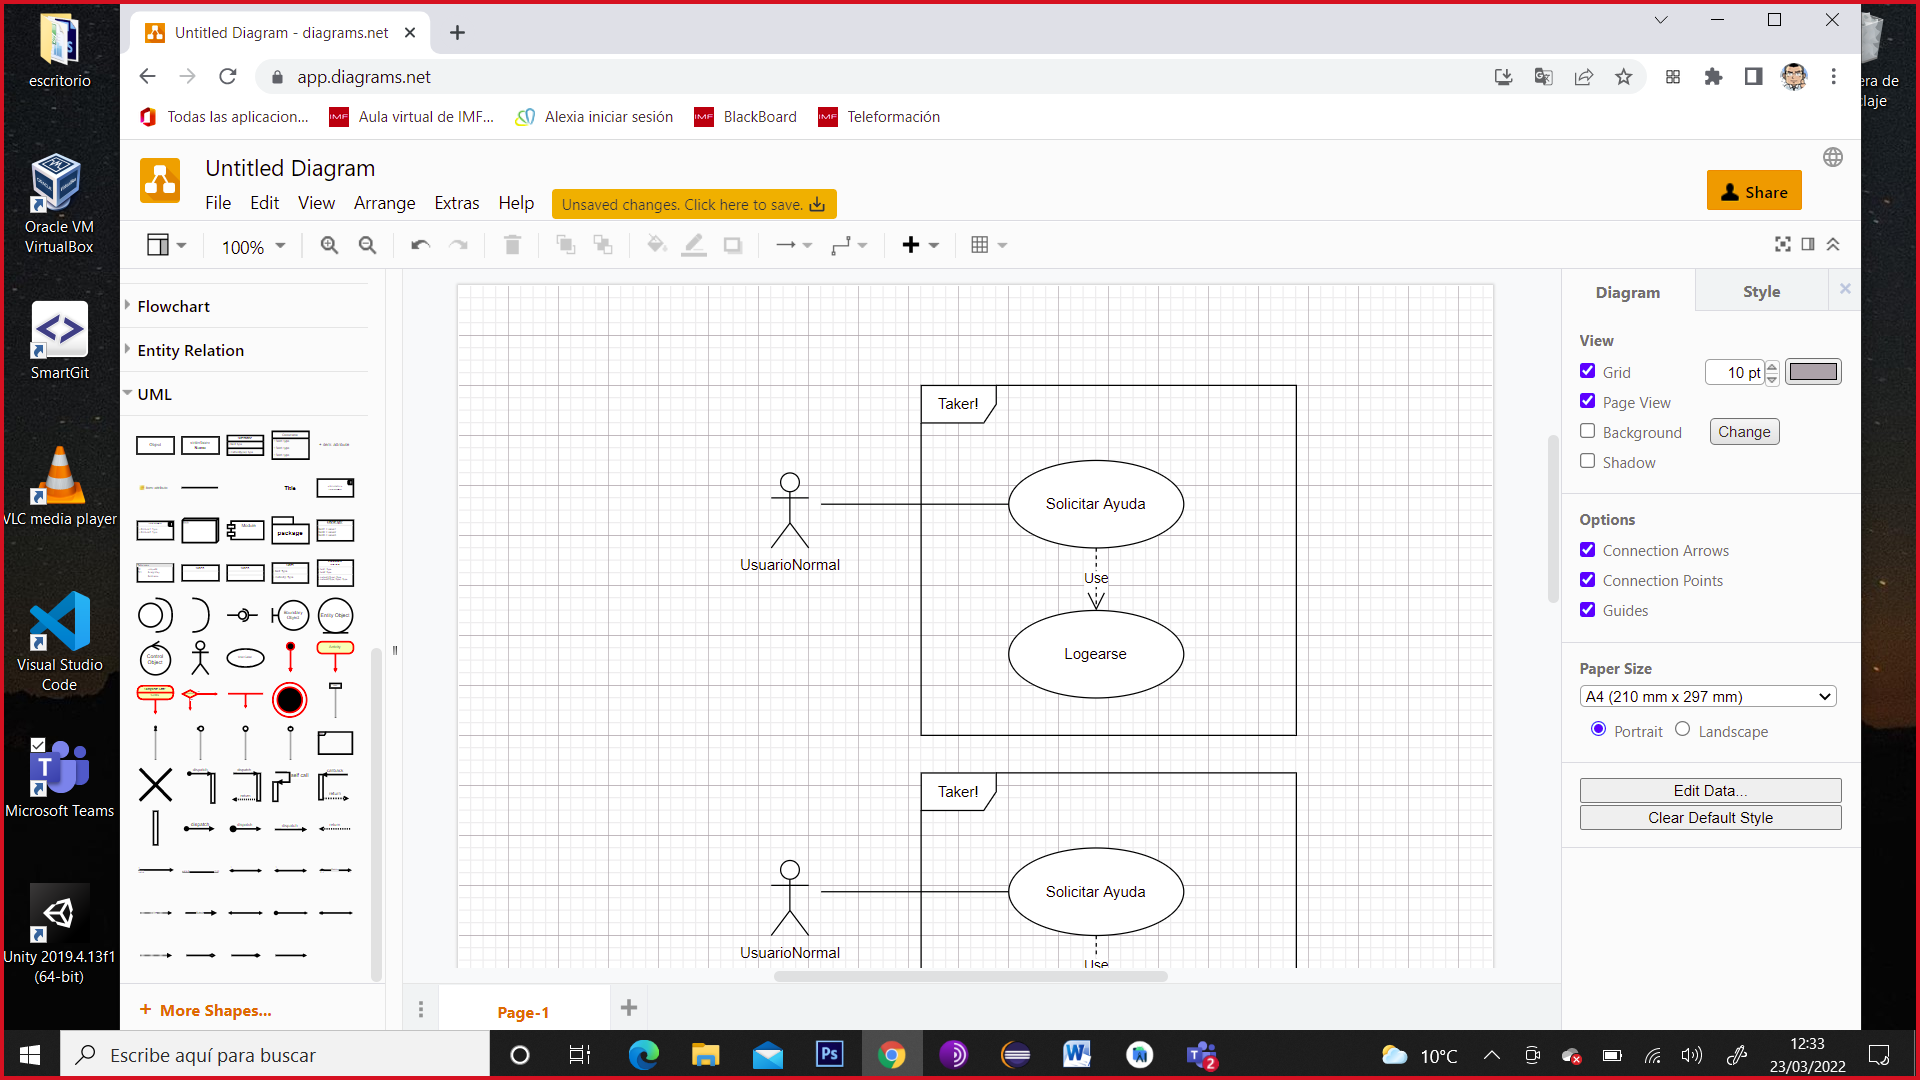 escritorio
Oracle VM
VirtualBox
SmartGit
VLC media player
Visual Studio
Code
Microsoft Teams
Unity 2019.4.13f1
(64-bit)
Untitled Diagram - diagrams.net
app.diagrams.net
Todas las aplicacion...
Aula virtual de IMF...
Alexia iniciar sesión
BlackBoard
Teleformación
Untitled Diagram
File Edit View Arrange Extras Help
Unsaved changes. Click here to save.
Share
100%
Flowchart
Entity Relation
UML
Title
package
More Shapes...
Taker!
Solicitar Ayuda
UsuarioNormal
Use
Logearse
Taker!
Solicitar Ayuda
UsuarioNormal
Use
Page-1
Diagram
Style
View
Grid
10 pt
Page View
Background
Change
Shadow
Options
Connection Arrows
Connection Points
Guides
Paper Size
A4 (210 mm x 297 mm)
Portrait
Landscape
Edit Data...
Clear Default Style
Escribe aquí para buscar
Ps
2
10°C
12:33
23/03/2022